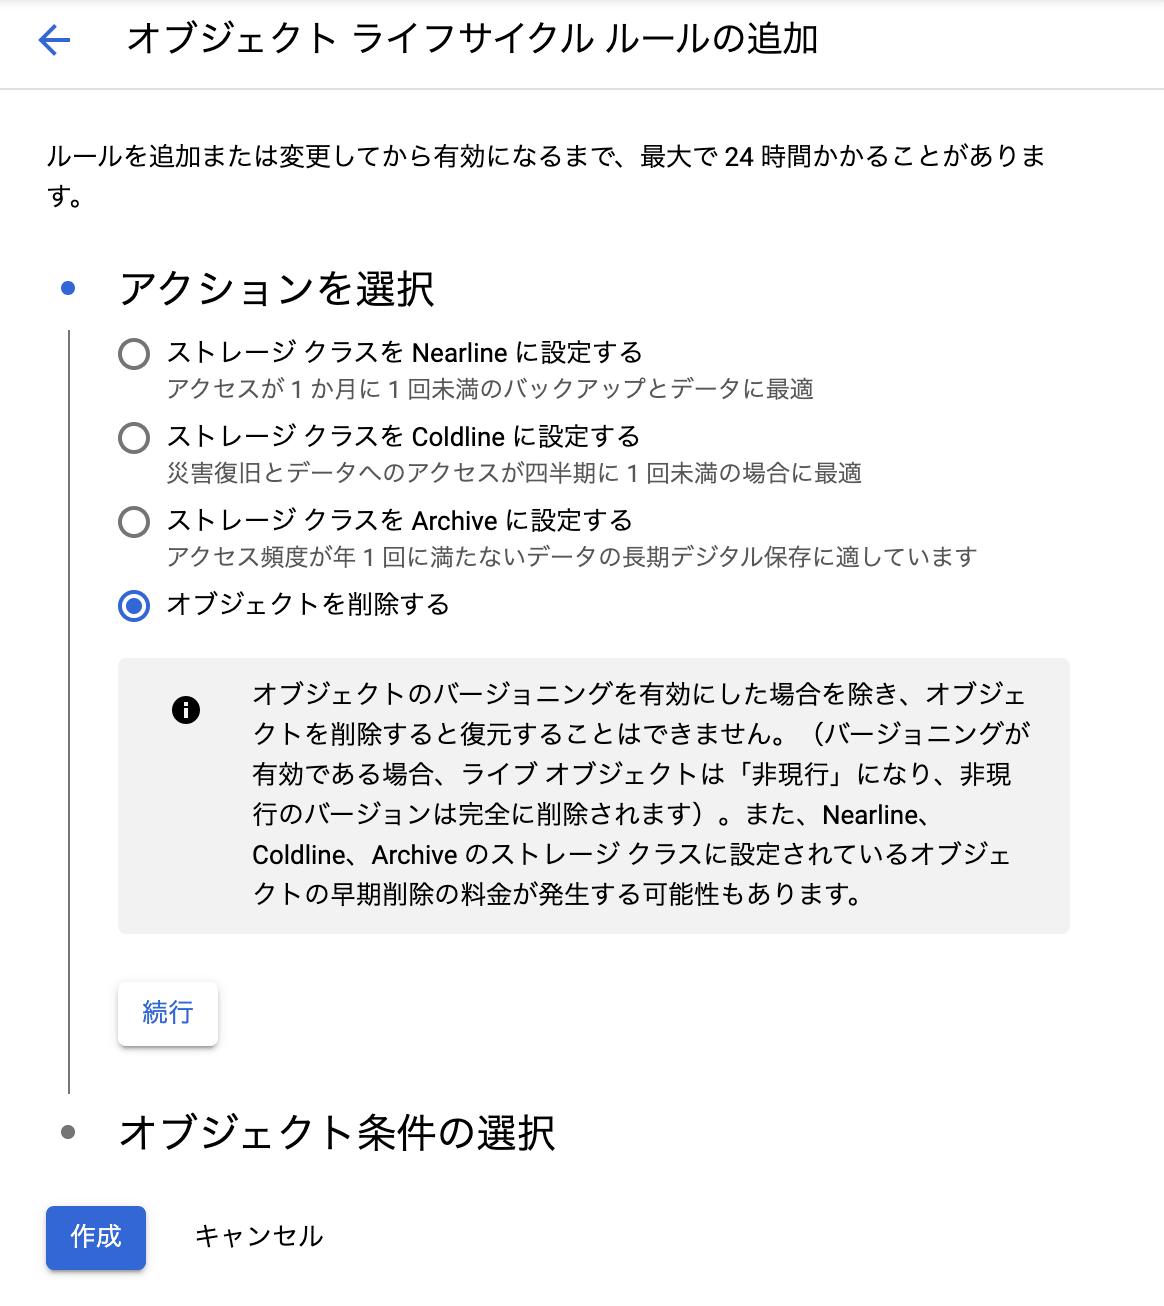 オブジェクト ライフサイクル ルールの追加
ルールを追加または変更してから有効になるまで、最大で 24 時間かかることがありま
す。
アクションを選択
ストレージ クラスを Nearline に設定する
アクセスが 1 か月に 1 回未満のバックアップとデータに最適
ストレージ クラスを Coldline に設定する
災害復旧とデータへのアクセスが四半期に 1 回未満の場合に最適
ストレージ クラスを Archive に設定する
アクセス頻度が年 1 回に満たないデータの長期デジタル保存に適しています
オブジェクトを削除する
オブジェクトのバージョニングを有効にした場合を除き、オブジェ
クトを削除すると復元することはできません。（バージョニングが
有効である場合、ライブ オブジェクトは「非現行」になり、非現
行のバージョンは完全に削除されます）。また、Nearline、
Coldline、Archive のストレージ クラスに設定されているオブジェ
クトの早期削除の料金が発生する可能性もあります。
続行
オブジェクト条件の選択
作成
キャンセル